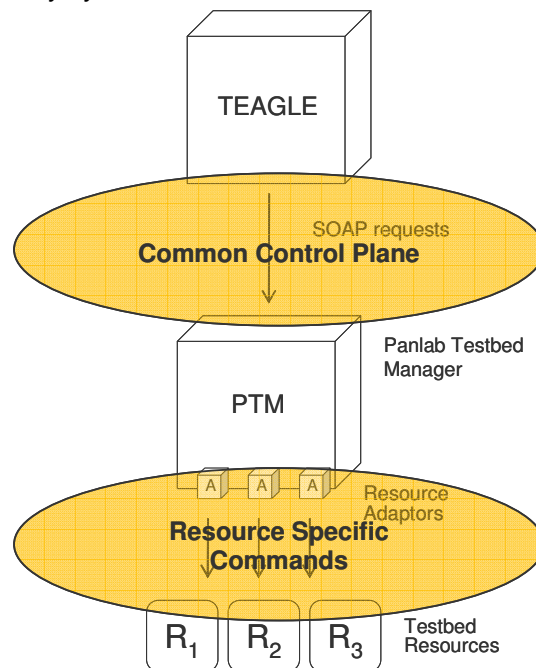 TEAGLE
SOAP requests
Common Control Plane
Panlab Testbed
Manager
PTM
A A A
Resource
Adaptors
Resource Specific
Commands
R1 R2 R3
Testbed
Resources